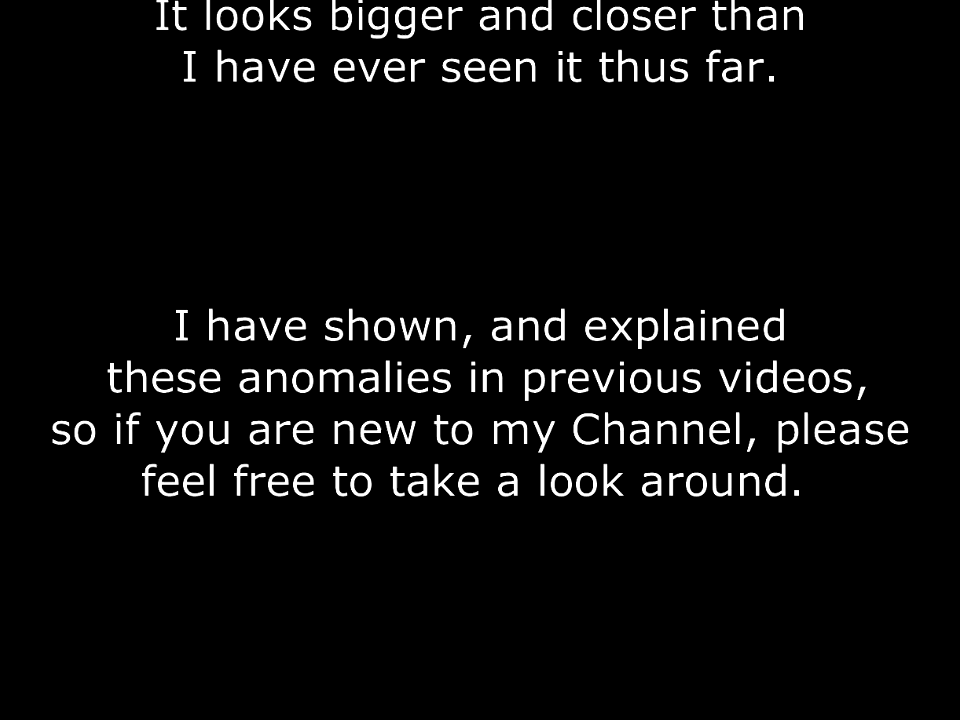 It looks bigger and closer than
I have ever seen it thus far.
I have shown, and explained
these anomalies in previous videos,
so if you are new to my Channel, please
feel free to take a look around.